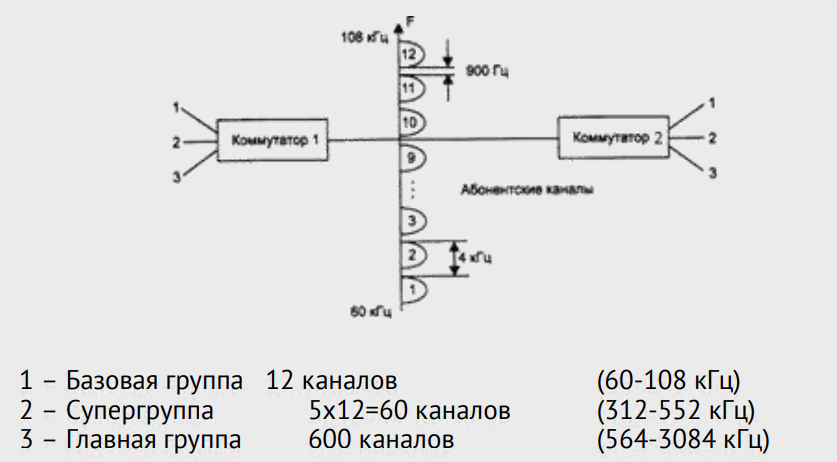 F
108 кГц
12
900 Гц
11
1
10
1
Коммутатор 1
Коммутатор 2
2
2
9
3
3
Абонентские каналы
3
2
4 кГц
1
60 кГц
1 – Базовая группа 12 каналов (60-108 кГц)
2 – Супергруппа 5х12=60 каналов (312-552 кГц)
3 – Главная группа 600 каналов (564-3084 кГц)